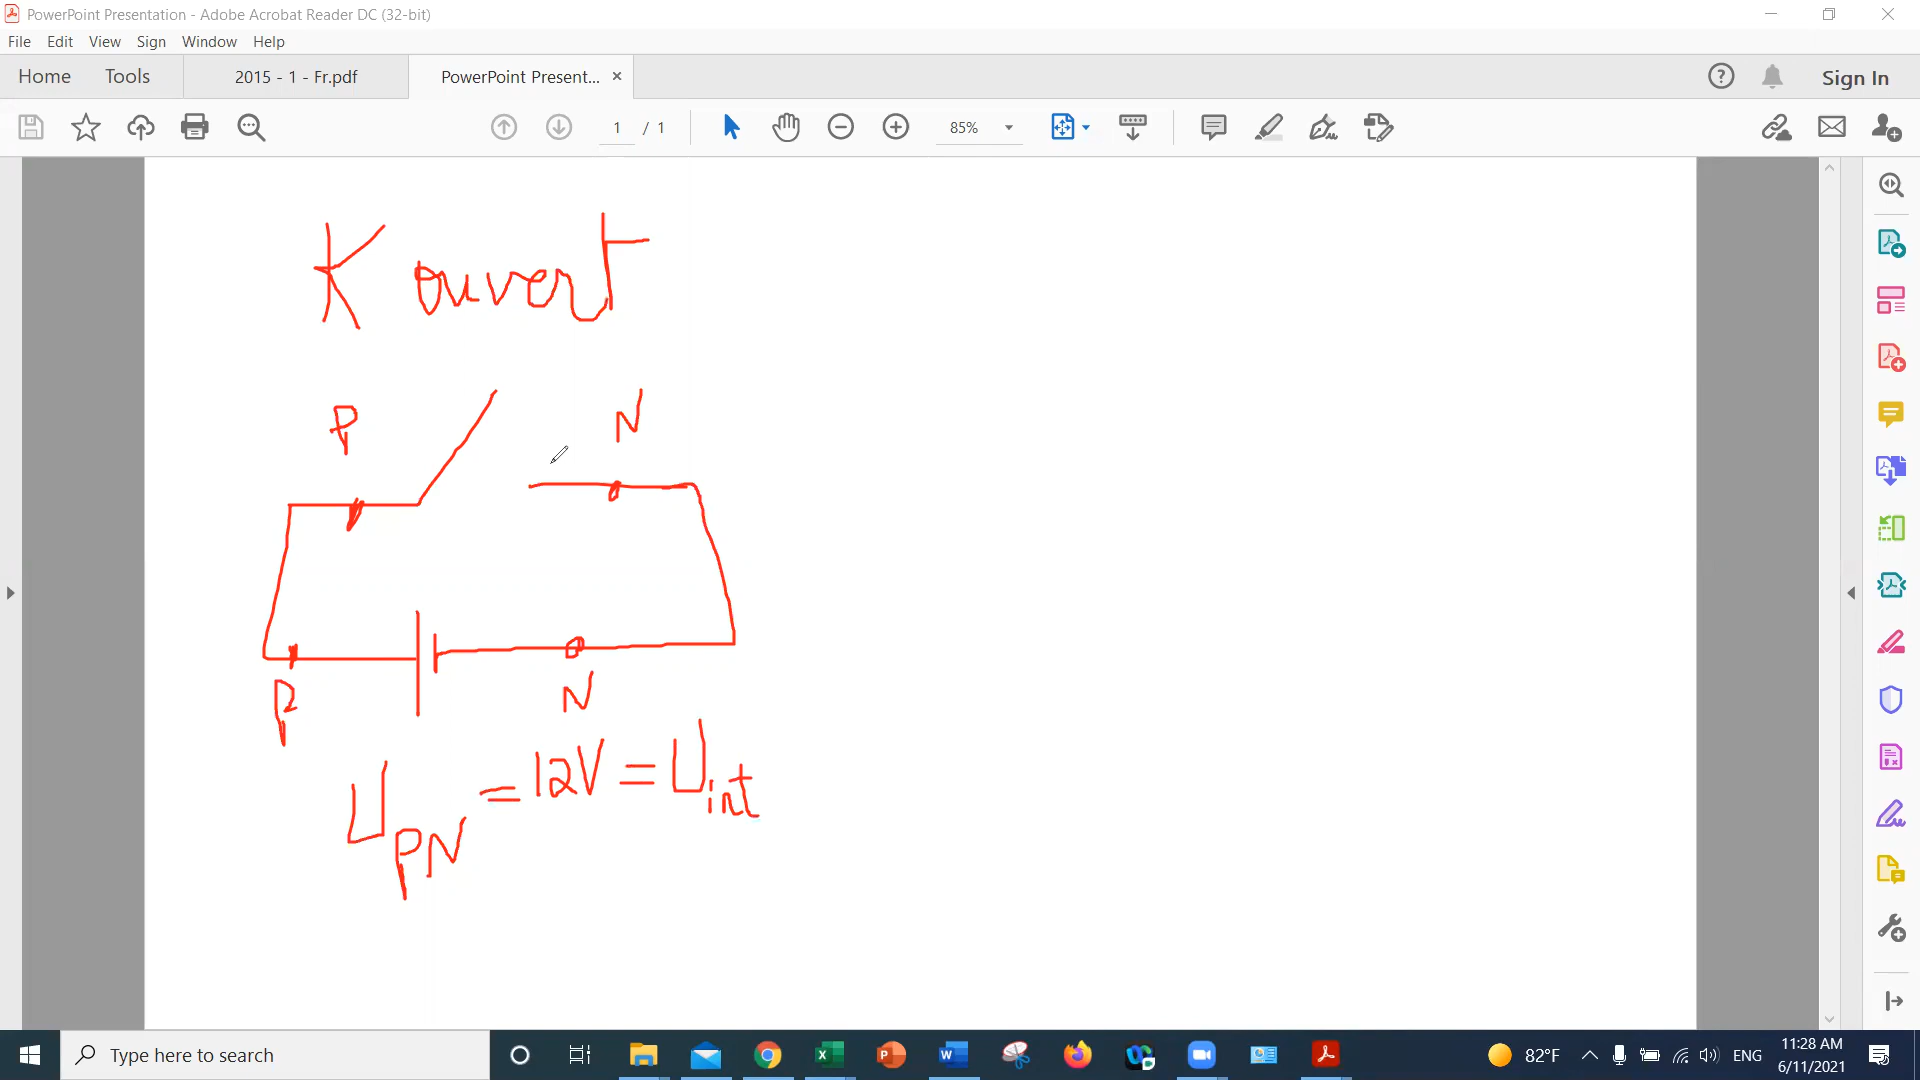 PowerPoint Presentation - Adobe Acrobat Reader DC (32-bit)
File Edit View Sign Window Help
Home Tools 2015 - 1 - Fr.pdf PowerPoint Present... Sign In
1 / 1 85%
K ouvert
P N
P N
U_PN = 12V = U_int
Type here to search
82°F ENG 11:28 AM
6/11/2021